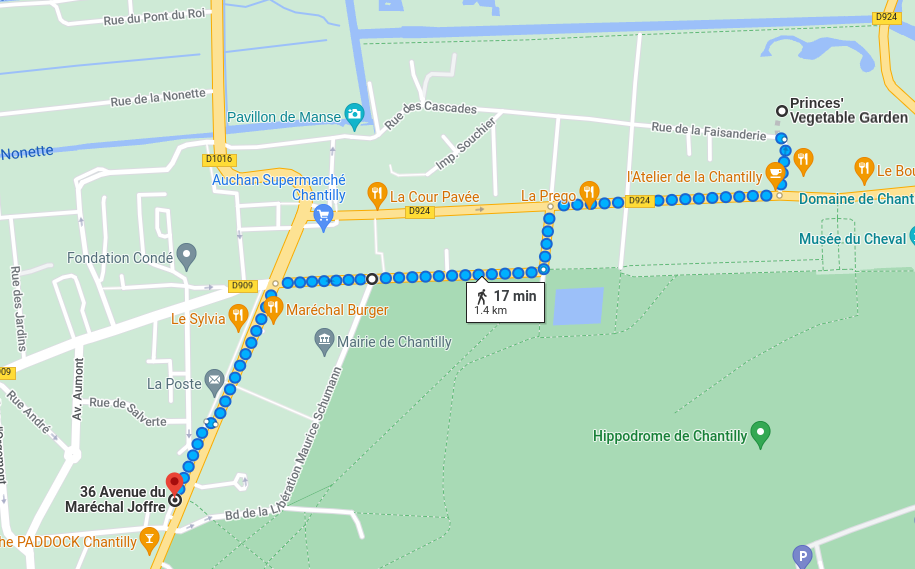 Rue du Pont du Roi
D924
Rue de la Nonette
Rue des Cascades
Princes'
Vegetable Garden
Pavillon de Manse
Rue de la Faisanderie
Imp. Souchier
Nonette
D1016
Auchan Supermarché
Chantilly
l'Atelier de la Chantilly
Le Bou
La Cour Pavée
La Prego
D924
D924
Domaine de Chant
Musée du Cheval
Fondation Condé
Rue des Jardins
D909
17 min
1.4 km
Le Sylvia
Maréchal Burger
Mairie de Chantilly
909
Av. Aumont
La Poste
Rue André
Rue de Salverte
Bd de la Libération Maurice Schumann
Hippodrome de Chantilly
36 Avenue du
Maréchal Joffre
he PADDOCK Chantilly
P